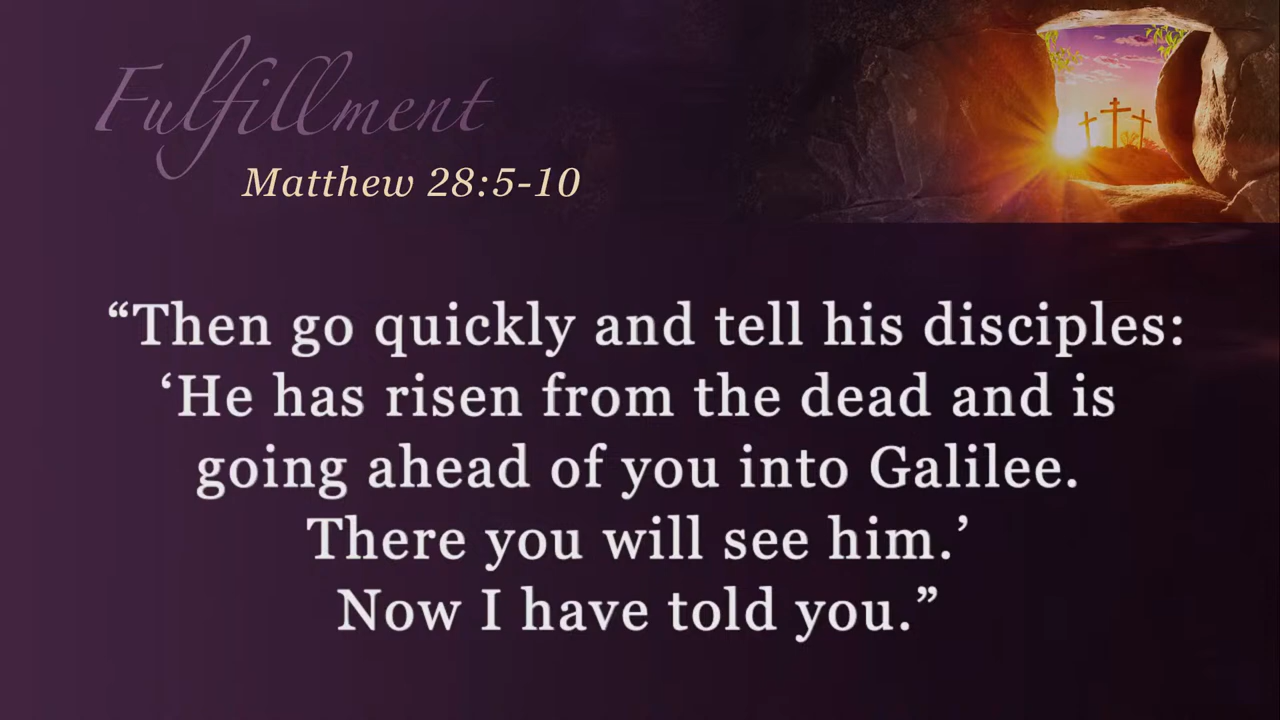 Fulfillment
Matthew 28:5-10
“Then go quickly and tell his disciples:
‘He has risen from the dead and is
going ahead of you into Galilee.
There you will see him.’
Now I have told you.”